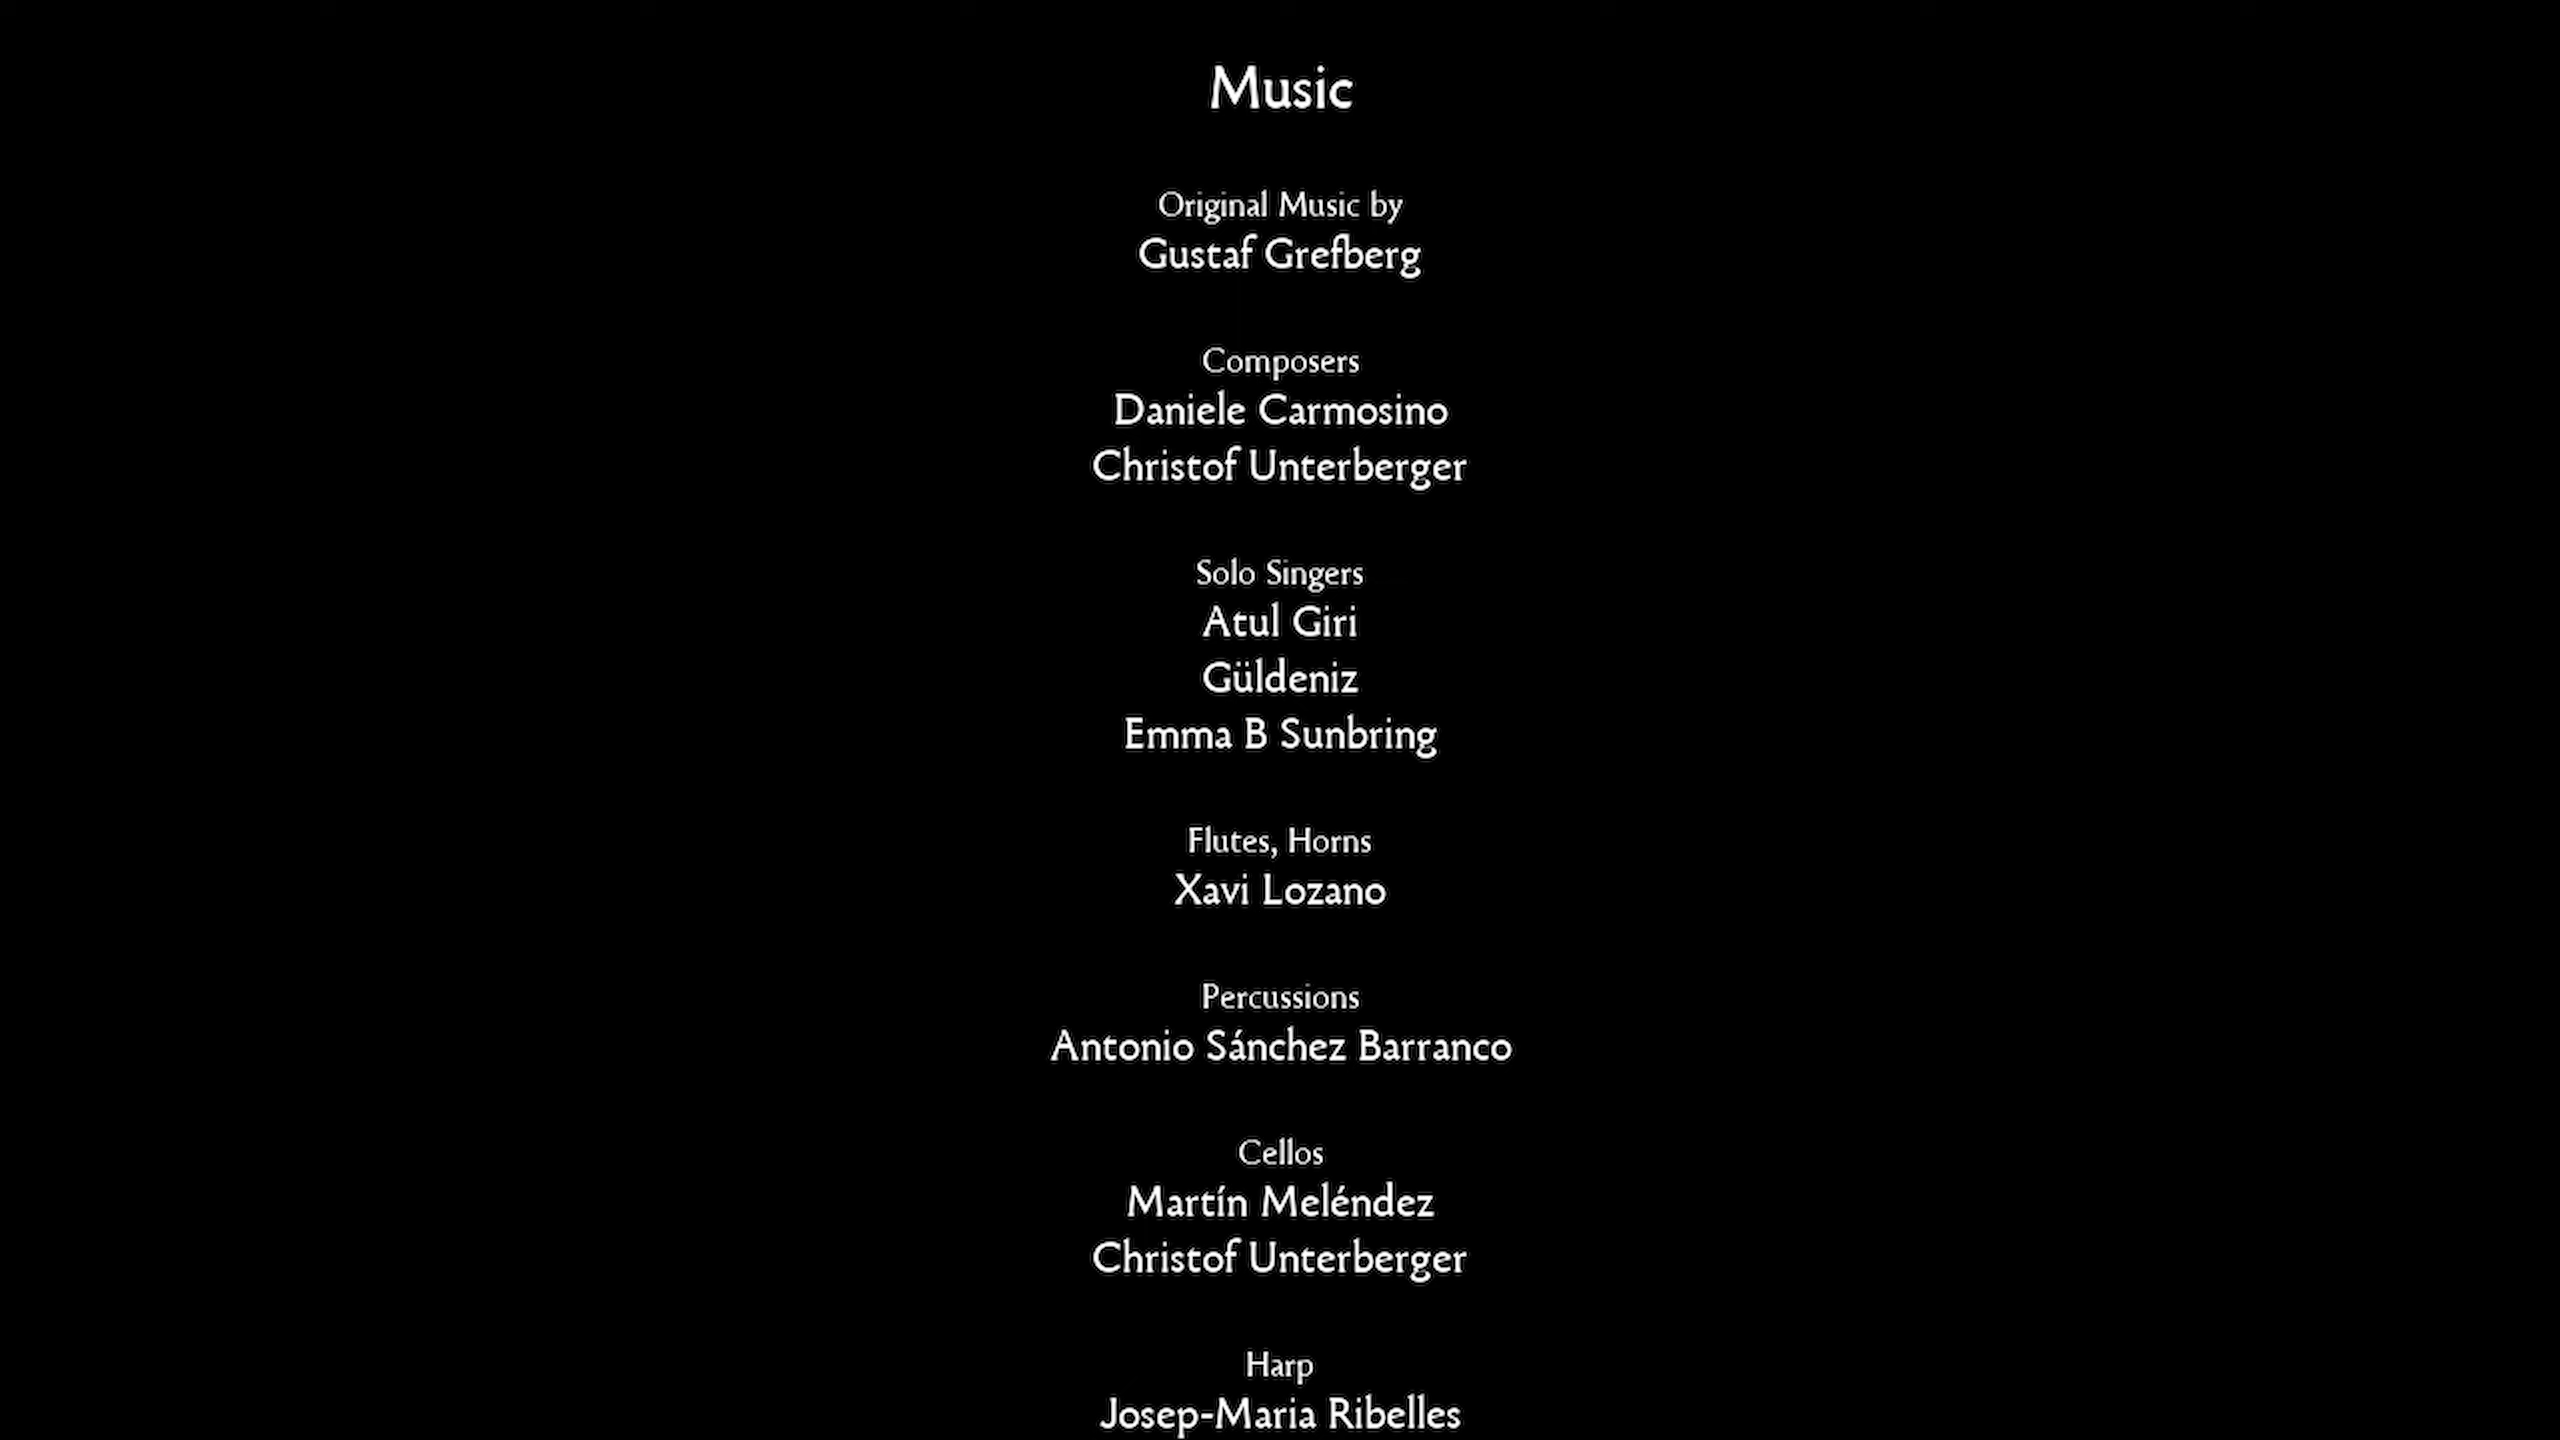 Music
Original Music by
Gustaf Grefberg
Composers
Daniele Carmosino
Christof Unterberger
Solo Singers
Atul Giri
Güldeniz
Emma B Sunbring
Flutes, Horns
Xavi Lozano
Percussions
Antonio Sánchez Barranco
Cellos
Martín Meléndez
Christof Unterberger
Harp
Josep-Maria Ribelles